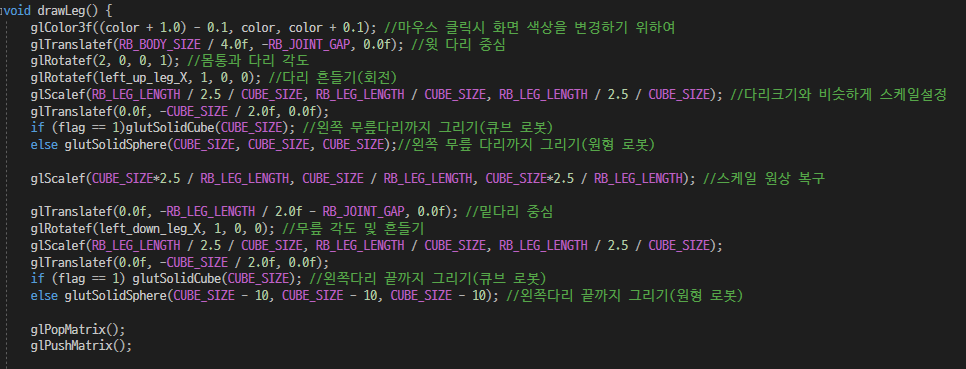 void drawLeg() {
glColor3f((color + 1.0) - 0.1, color, color + 0.1); //마우스 클릭시 화면 색상을 변경하기 위하여
glTranslatef(RB_BODY_SIZE / 4.0f, -RB_JOINT_GAP, 0.0f); //윗 다리 중심
glRotatef(2, 0, 0, 1); //몸통과 다리 각도
glRotatef(left_up_leg_X, 1, 0, 0); //다리 흔들기(회전)
glScalef(RB_LEG_LENGTH / 2.5 / CUBE_SIZE, RB_LEG_LENGTH / CUBE_SIZE, RB_LEG_LENGTH / 2.5 / CUBE_SIZE); //다리크기와 비슷하게 스케일설정
glTranslatef(0.0f, -CUBE_SIZE / 2.0f, 0.0f);
if (flag == 1)glutSolidCube(CUBE_SIZE); //왼쪽 무릎다리까지 그리기(큐브 로봇)
else glutSolidSphere(CUBE_SIZE, CUBE_SIZE, CUBE_SIZE);//왼쪽 무릎 다리까지 그리기(원형 로봇)
glScalef(CUBE_SIZE*2.5 / RB_LEG_LENGTH, CUBE_SIZE / RB_LEG_LENGTH, CUBE_SIZE*2.5 / RB_LEG_LENGTH); //스케일 원상 복구
glTranslatef(0.0f, -RB_LEG_LENGTH / 2.0f - RB_JOINT_GAP, 0.0f); //밑다리 중심
glRotatef(left_down_leg_X, 1, 0, 0); //무릎 각도 및 흔들기
glScalef(RB_LEG_LENGTH / 2.5 / CUBE_SIZE, RB_LEG_LENGTH / CUBE_SIZE, RB_LEG_LENGTH / 2.5 / CUBE_SIZE);
glTranslatef(0.0f, -CUBE_SIZE / 2.0f, 0.0f);
if (flag == 1) glutSolidCube(CUBE_SIZE); //왼쪽다리 끝까지 그리기(큐브 로봇)
else glutSolidSphere(CUBE_SIZE - 10, CUBE_SIZE - 10, CUBE_SIZE - 10); //왼쪽다리 끝까지 그리기(원형 로봇)
glPopMatrix();
glPushMatrix();